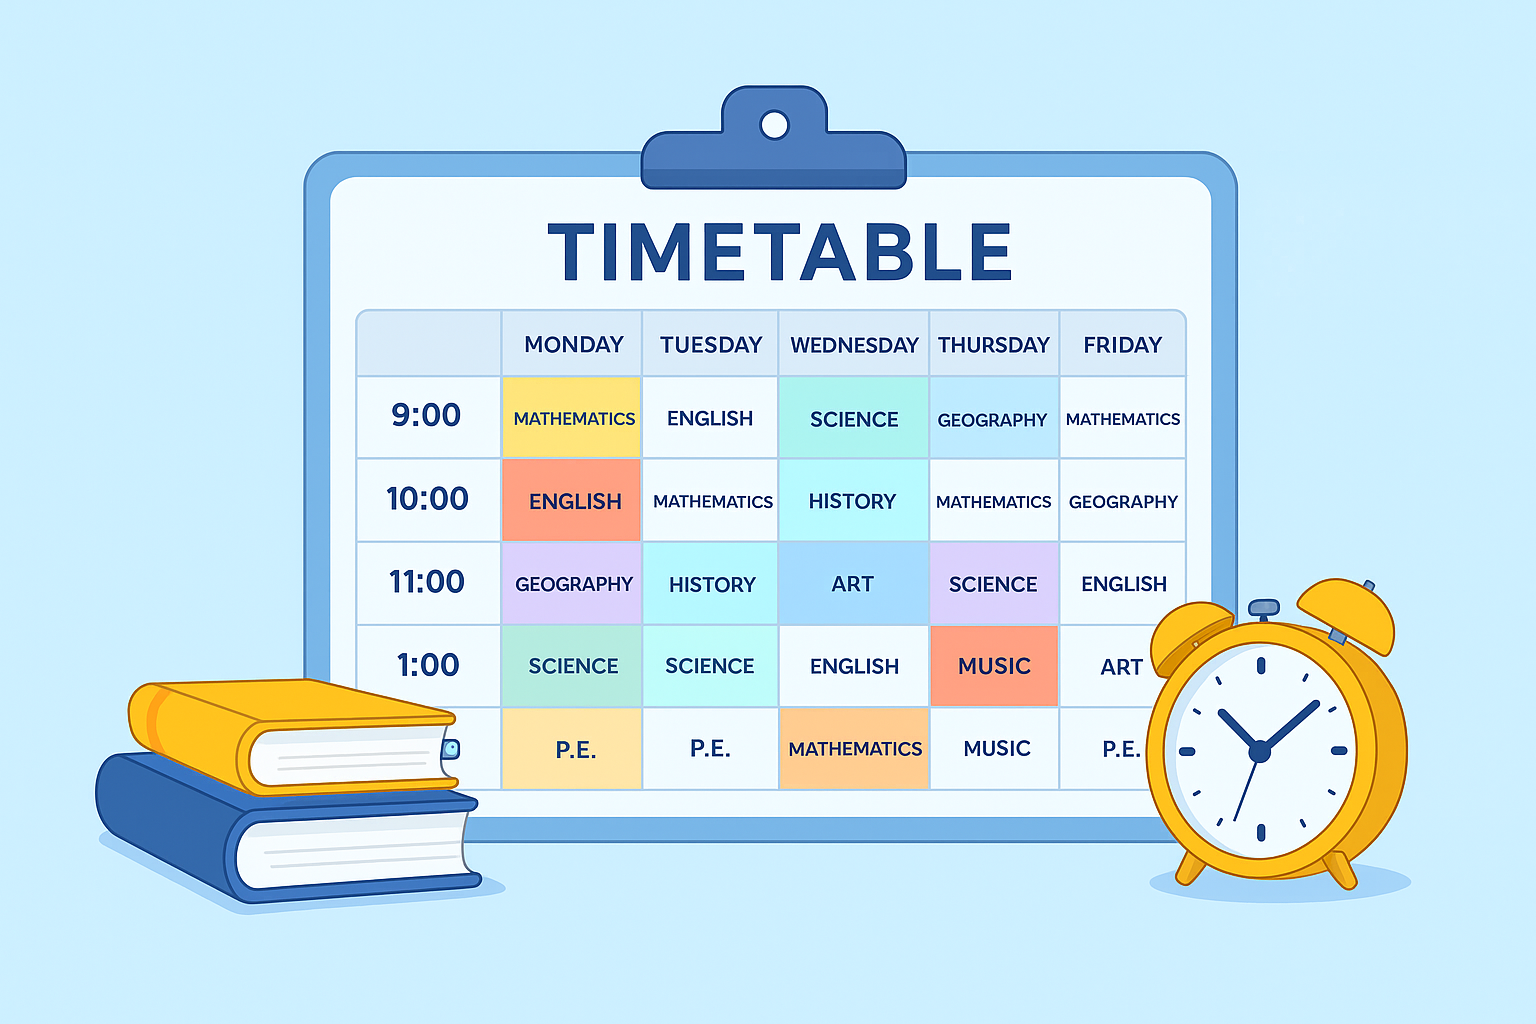 TIMETABLE
MONDAY TUESDAY WEDNESDAY THURSDAY FRIDAY
9:00 MATHEMATICS ENGLISH SCIENCE GEOGRAPHY MATHEMATICS
10:00 ENGLISH MATHEMATICS HISTORY MATHEMATICS GEOGRAPHY
11:00 GEOGRAPHY HISTORY ART SCIENCE ENGLISH
1:00 SCIENCE SCIENCE ENGLISH MUSIC ART
P.E. P.E. MATHEMATICS MUSIC P.E.